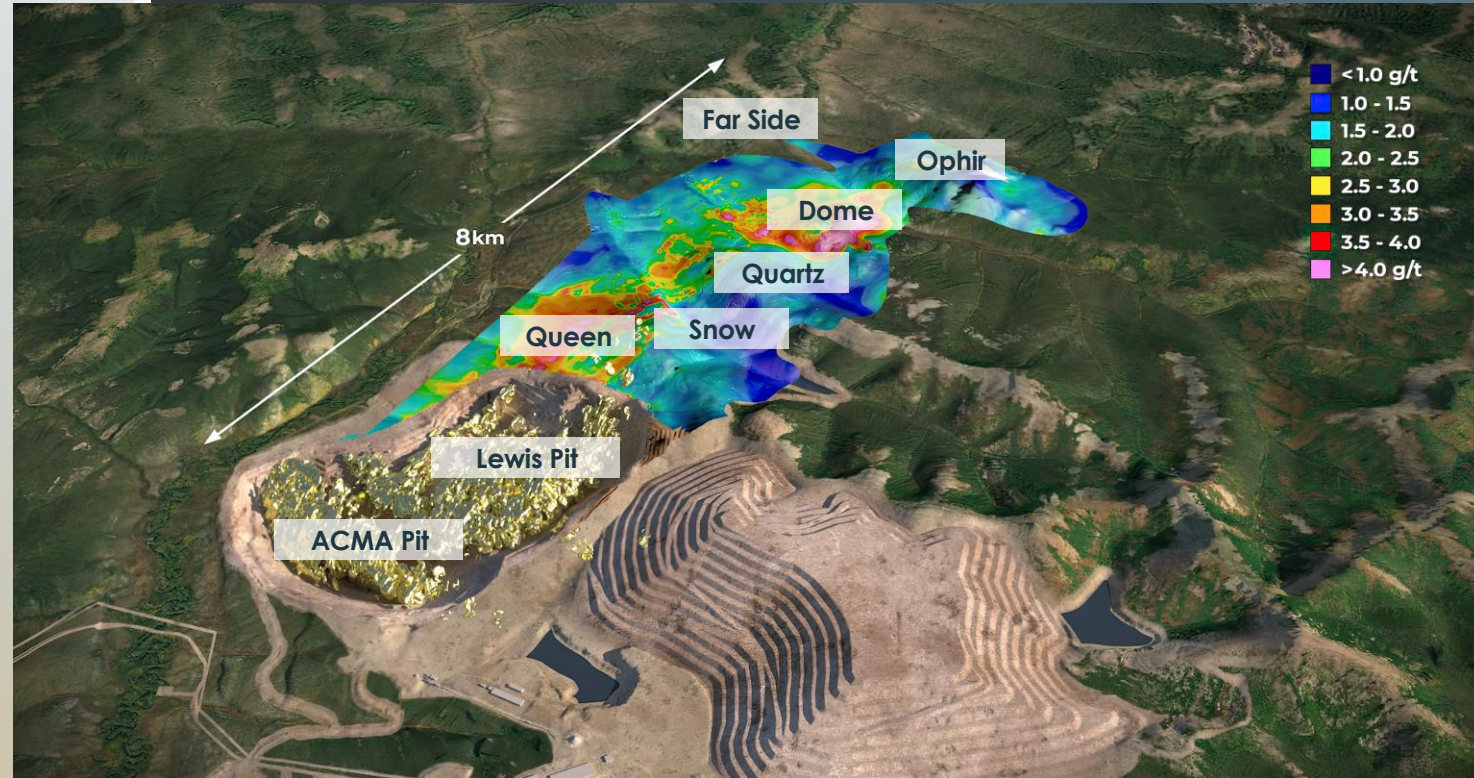 Far Side
Ophir
Dome
8km
Quartz
Snow
Queen
Lewis Pit
ACMA Pit
<1.0 g/t
1.0 - 1.5
1.5 - 2.0
2.0 - 2.5
2.5 - 3.0
3.0 - 3.5
3.5 - 4.0
>4.0 g/t